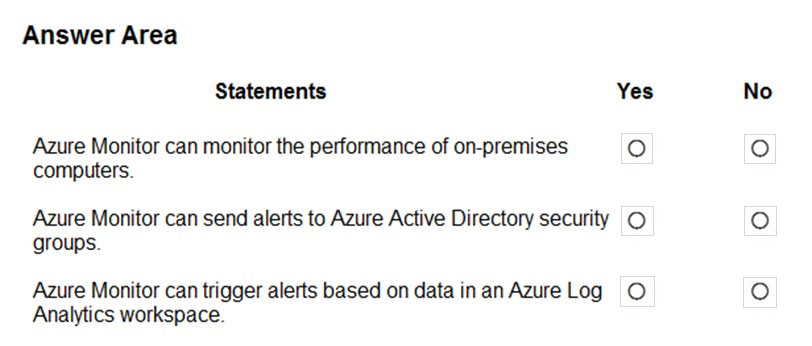 Answer Area
Statements Yes No
Azure Monitor can monitor the performance of on-premises
computers.
Azure Monitor can send alerts to Azure Active Directory security
groups.
Azure Monitor can trigger alerts based on data in an Azure Log
Analytics workspace.